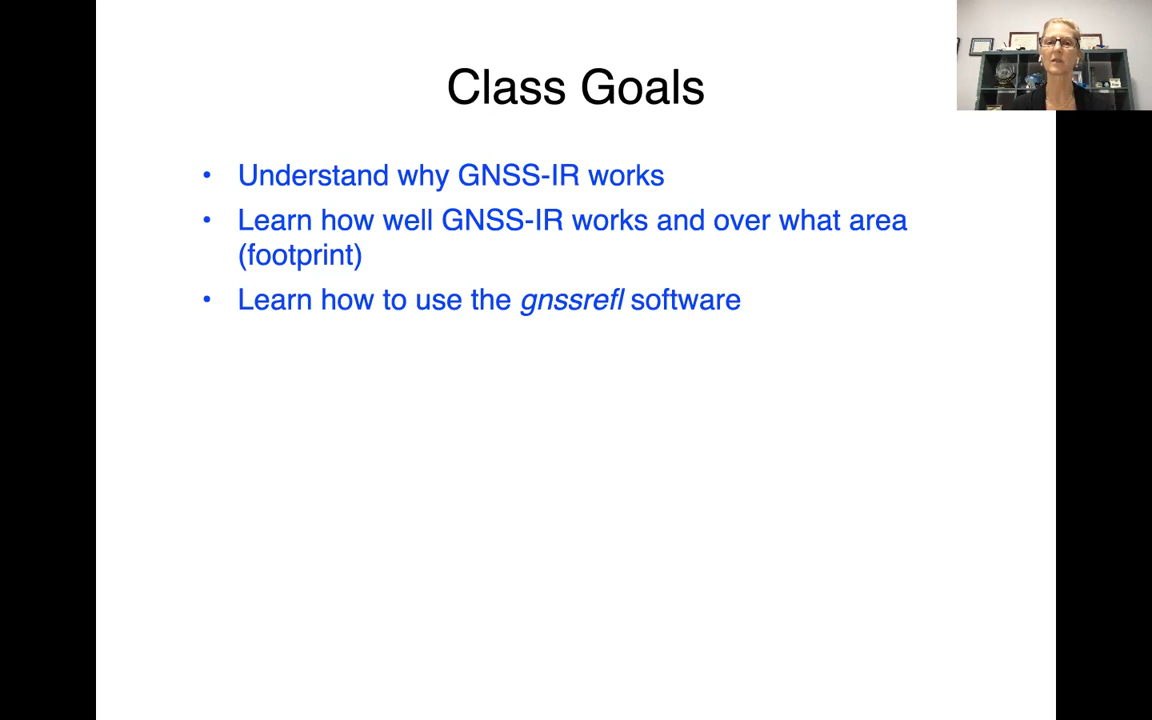 Class Goals
• Understand why GNSS-IR works
• Learn how well GNSS-IR works and over what area
(footprint)
• Learn how to use the gnssrefl software